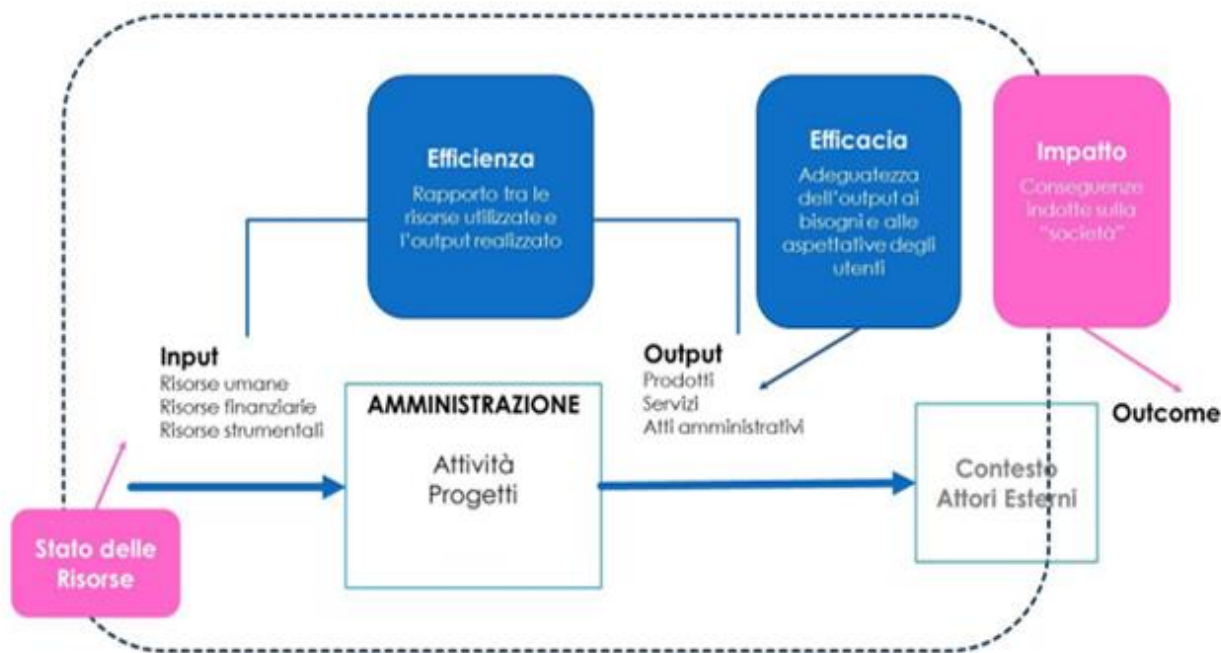 Efficienza
Rapporto tra le
risorse utilizzate e
l'output realizzato
Efficacia
Adeguatezza
dell'output ai
bisogni e alle
aspettative degli
utenti
Impatto
Conseguenze
indotte sulla
"società"
Input
Risorse umane
Risorse finanziarie
Risorse strumentali
AMMINISTRAZIONE
Attività
Progetti
Output
Prodotti
Servizi
Atti amministrativi
Contesto
Attori Esterni
Outcome
Stato delle
Risorse